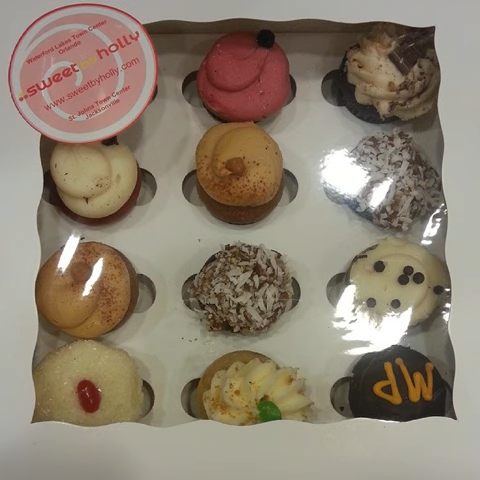 Waterford Lakes Town Center
Orlando
sweet by holly
www.sweetbyholly.com
St. Johns Town Center
Jacksonville
MP